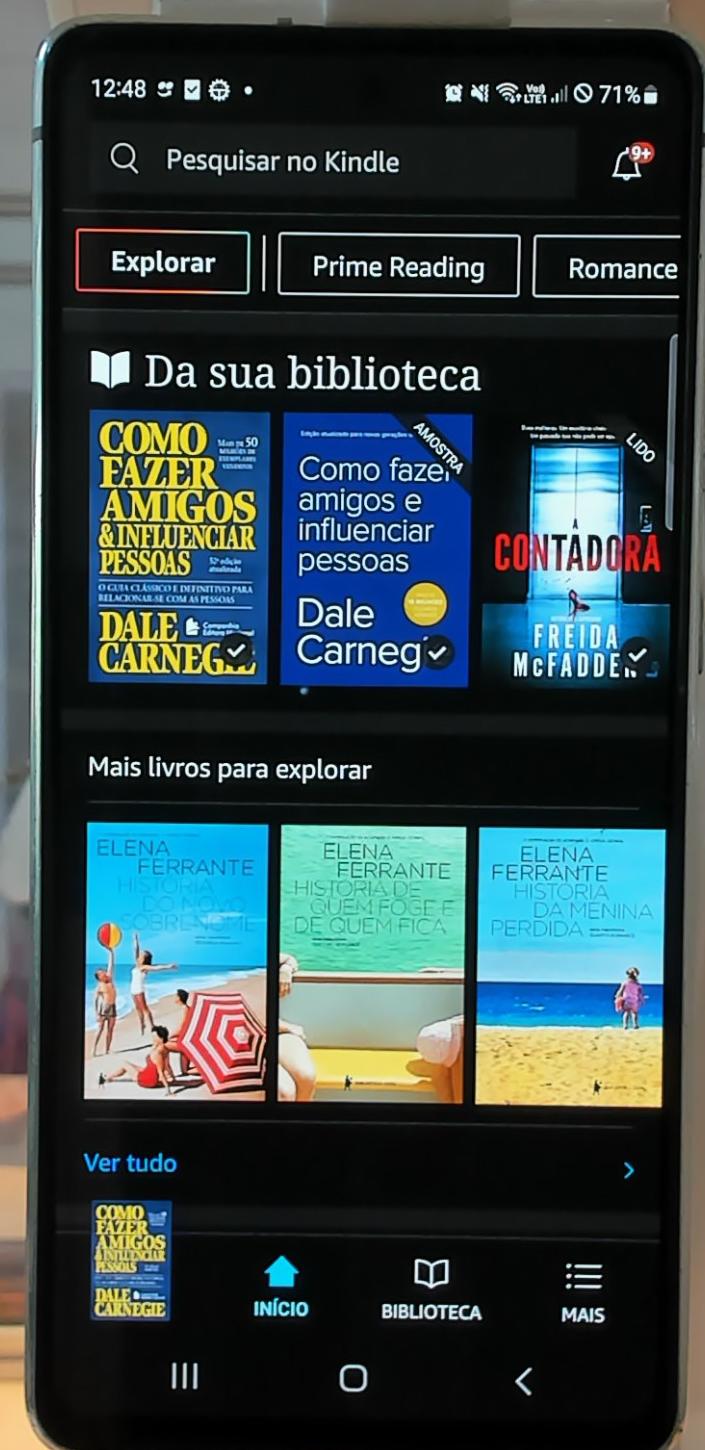 12:48
71%
Pesquisar no Kindle
9+
Explorar
Prime Reading
Romance
Da sua biblioteca
COMO
FAZER
AMIGOS
& INFLUENCIAR
PESSOAS
Mais de 50
MILHÕES DE
EXEMPLARES
VENDIDOS
52ª edição
atualizada
O GUIA CLÁSSICO E DEFINITIVO PARA
RELACIONAR-SE COM AS PESSOAS
DALE
CARNEGIE
Companhia
Editora Nacional
Edição atualizada para novas gerações
AMOSTRA
Como fazer
amigos e
influenciar
pessoas
Dale
Carneg
LIDO
A
CONTADORA
FREIDA
McFADDEN
Mais livros para explorar
ELENA
FERRANTE
HISTÓRIA
DO NOVO
SOBRENOME
ELENA
FERRANTE
HISTÓRIA DE
QUEM FOGE E
DE QUEM FICA
ELENA
FERRANTE
HISTÓRIA
DA MENINA
PERDIDA
Ver tudo
COMO
FAZER
AMIGOS
& INFLUENCIAR
PESSOAS
DALE
CARNEGIE
INÍCIO
BIBLIOTECA
MAIS